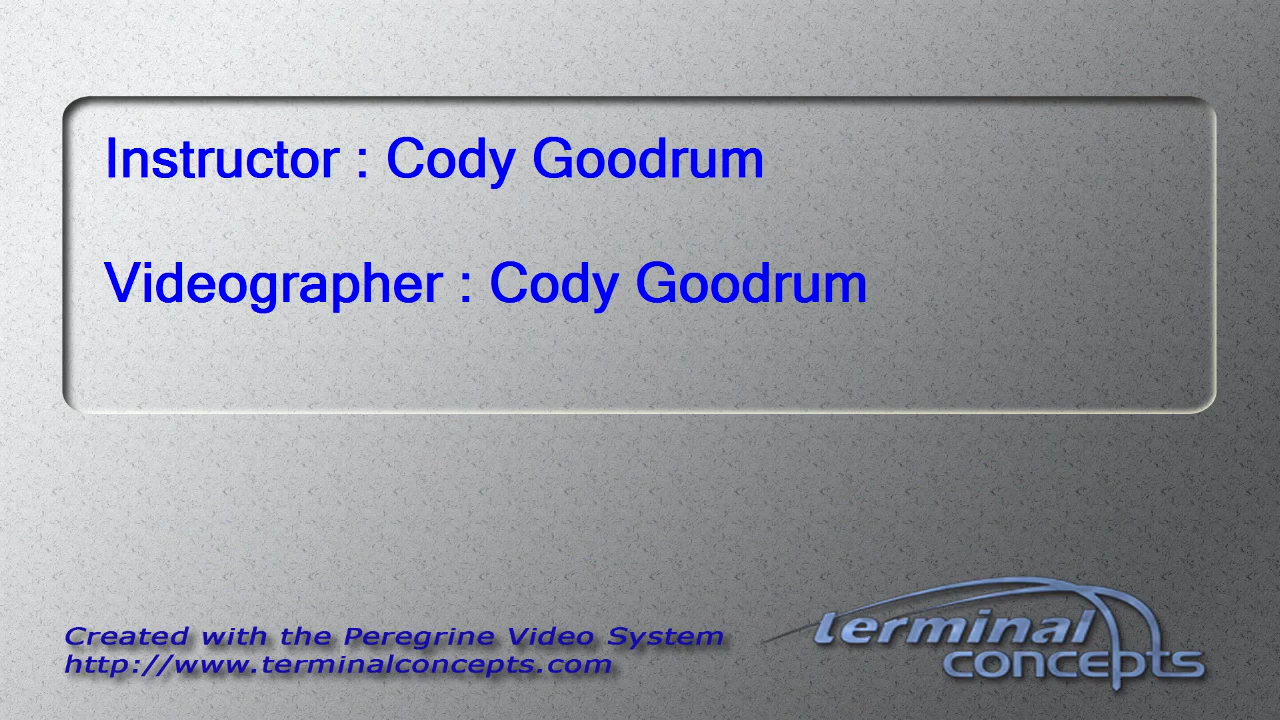 Instructor : Cody Goodrum
Videographer : Cody Goodrum
Created with the Peregrine Video System
http://www.terminalconcepts.com
terminal
concepts